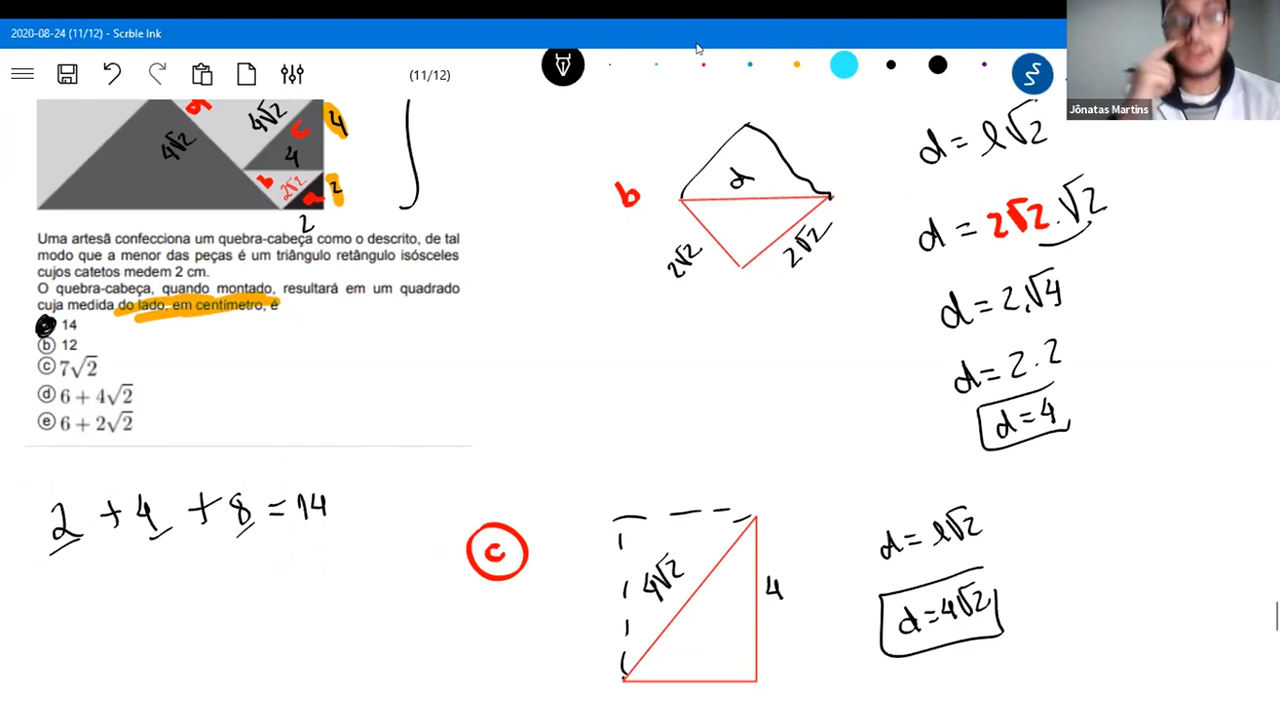 2020-08-24 (11/12) - Scrble Ink
(11/12)
Jônatas Martins
4√2
4√2
c
4
4
b
2√2
a
2
2
Uma artesã confecciona um quebra-cabeça como o descrito, de tal
modo que a menor das peças é um triângulo retângulo isósceles
cujos catetos medem 2 cm.
O quebra-cabeça, quando montado, resultará em um quadrado
cuja medida do lado, em centímetro, é
14
b 12
c 7√2
d 6 + 4√2
e 6 + 2√2
2 + 4 + 8 = 14
b
d
2√2
2√2
d = l√2
d = 2√2 . √2
d = 2.√4
d = 2 . 2
d = 4
c
4√2
4
d = l√2
d = 4√2